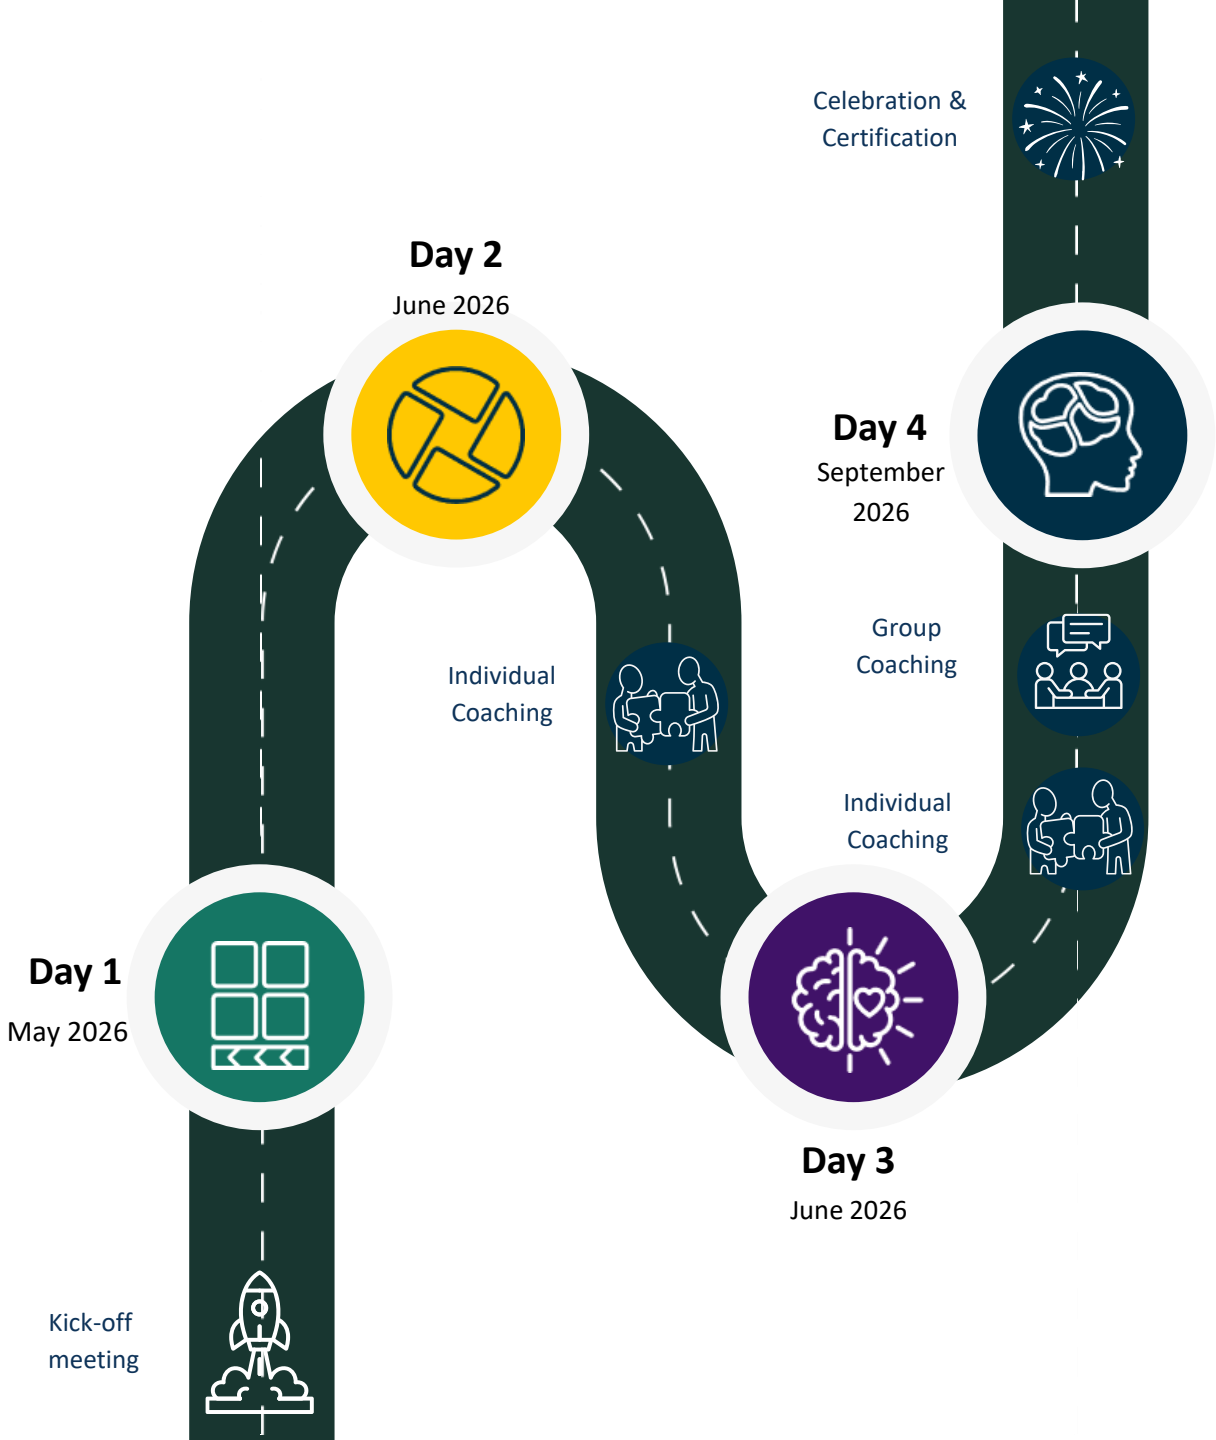 Celebration &
Certification
Day 2
June 2026
Day 4
September
2026
Group
Coaching
Individual
Coaching
Individual
Coaching
Day 1
May 2026
Day 3
June 2026
Kick-off
meeting